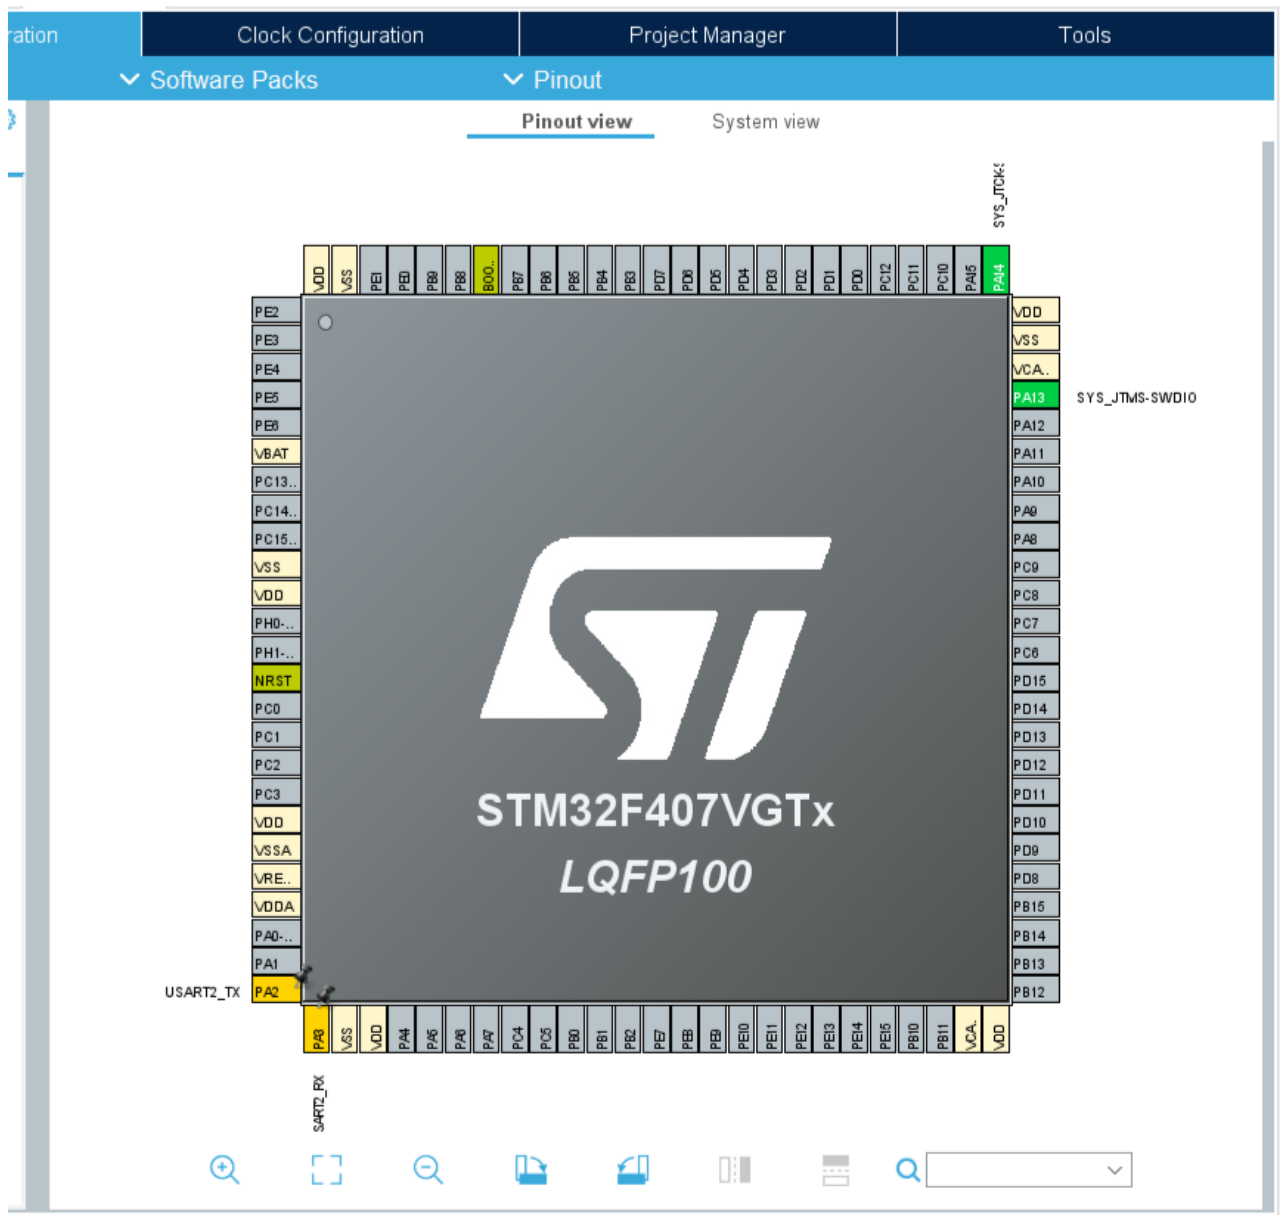 ration Clock Configuration Project Manager Tools
Software Packs Pinout
Pinout view System view
SYS_JTCK-S
VDD VSS PE1 PE0 PB9 PB8 BOO.. PB7 PB6 PB5 PB4 PB3 PD7 PD6 PD5 PD4 PD3 PD2 PD1 PD0 PC12 PC11 PC10 PA15 PA14
PE2
PE3
PE4
PE5
PE6
VBAT
PC13..
PC14..
PC15..
VSS
VDD
PH0-..
PH1-..
NRST
PC0
PC1
PC2
PC3
VDD
VSSA
VRE..
VDDA
PA0-..
PA1
USART2_TX PA2
STM32F407VGTx
LQFP100
VDD
VSS
VCA..
PA13 SYS_JTMS-SWDIO
PA12
PA11
PA10
PA9
PA8
PC9
PC8
PC7
PC6
PD15
PD14
PD13
PD12
PD11
PD10
PD9
PD8
PB15
PB14
PB13
PB12
PA3 VSS VDD PA4 PA5 PA6 PA7 PC4 PC5 PB0 PB1 PB2 PE7 PE8 PE9 PE10 PE11 PE12 PE13 PE14 PE15 PB10 PB11 VCA.. VDD
SART2_RX